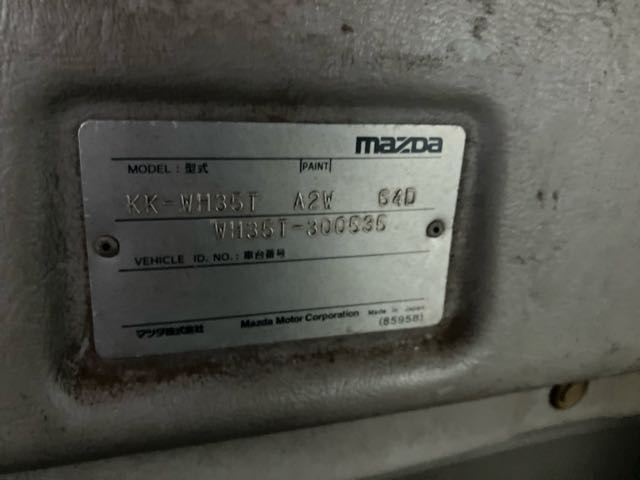 mazda
MODEL : 型式 PAINT
KK-WH35T A2W 64D
WH35T-300535
VEHICLE ID. NO. : 車台番号
マツダ株式会社 Mazda Motor Corporation Made in Japan
(85958)